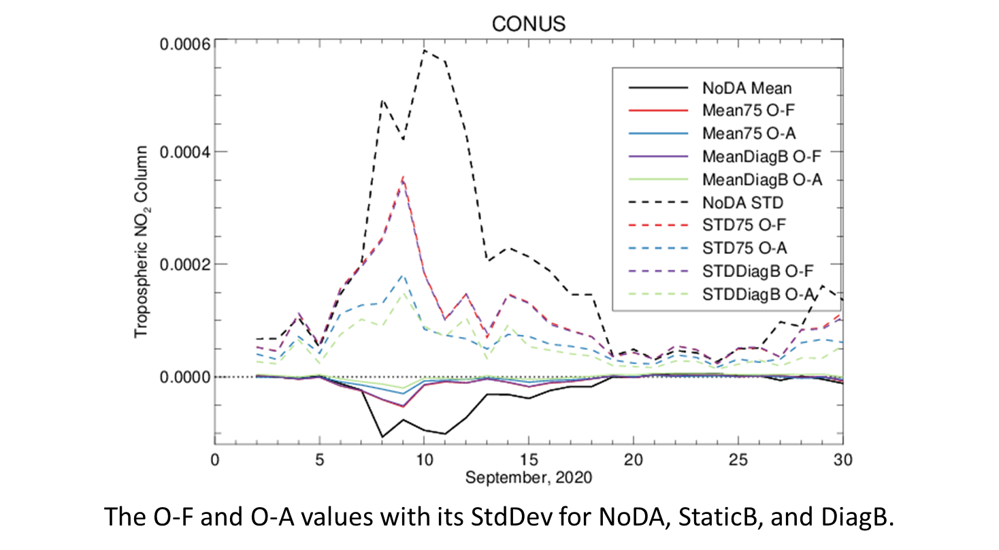 CONUS
0.0006
0.0004
0.0002
0.0000
Tropospheric NO₂ Column
NoDA Mean
Mean75 O-F
Mean75 O-A
MeanDiagB O-F
MeanDiagB O-A
NoDA STD
STD75 O-F
STD75 O-A
STDDiagB O-F
STDDiagB O-A
0 5 10 15 20 25 30
September, 2020
The O-F and O-A values with its StdDev for NoDA, StaticB, and DiagB.